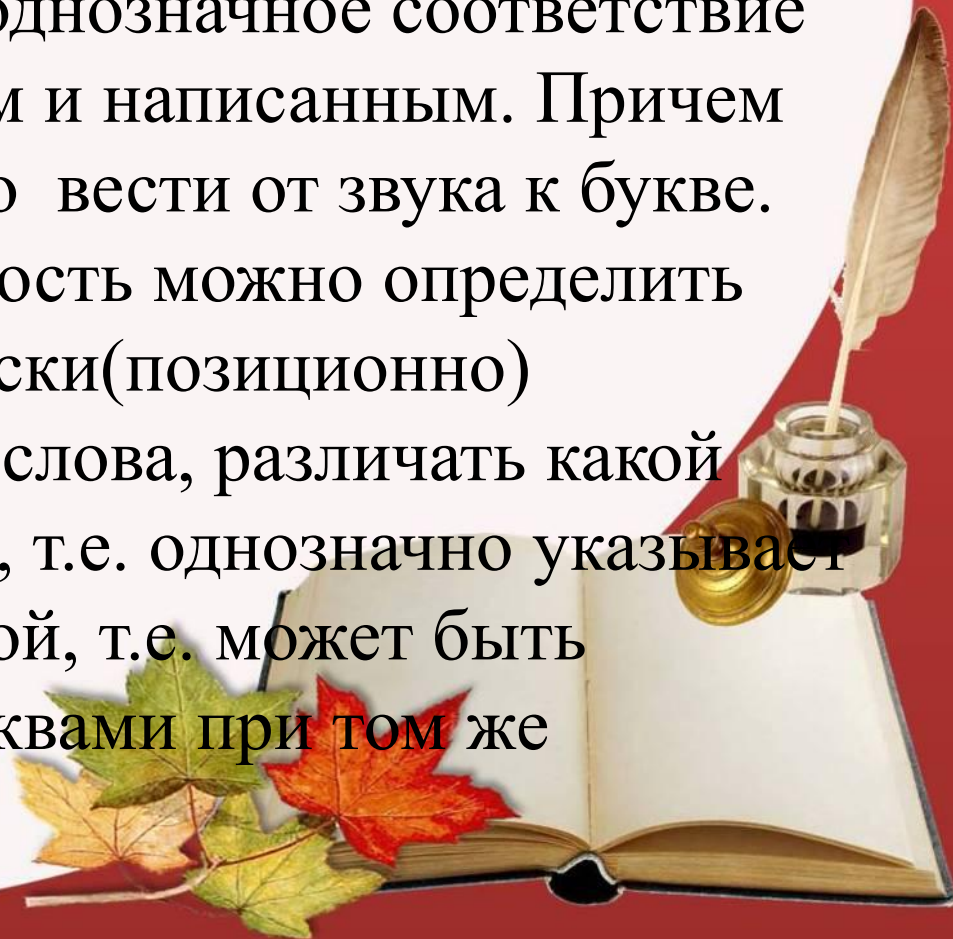 однозначное соответствие
м и написанным. Причем
о вести от звука к букве.
ость можно определить
ски(позиционно)
слова, различать какой
, т.е. однозначно указывает
ой, т.е. может быть
квами при том же